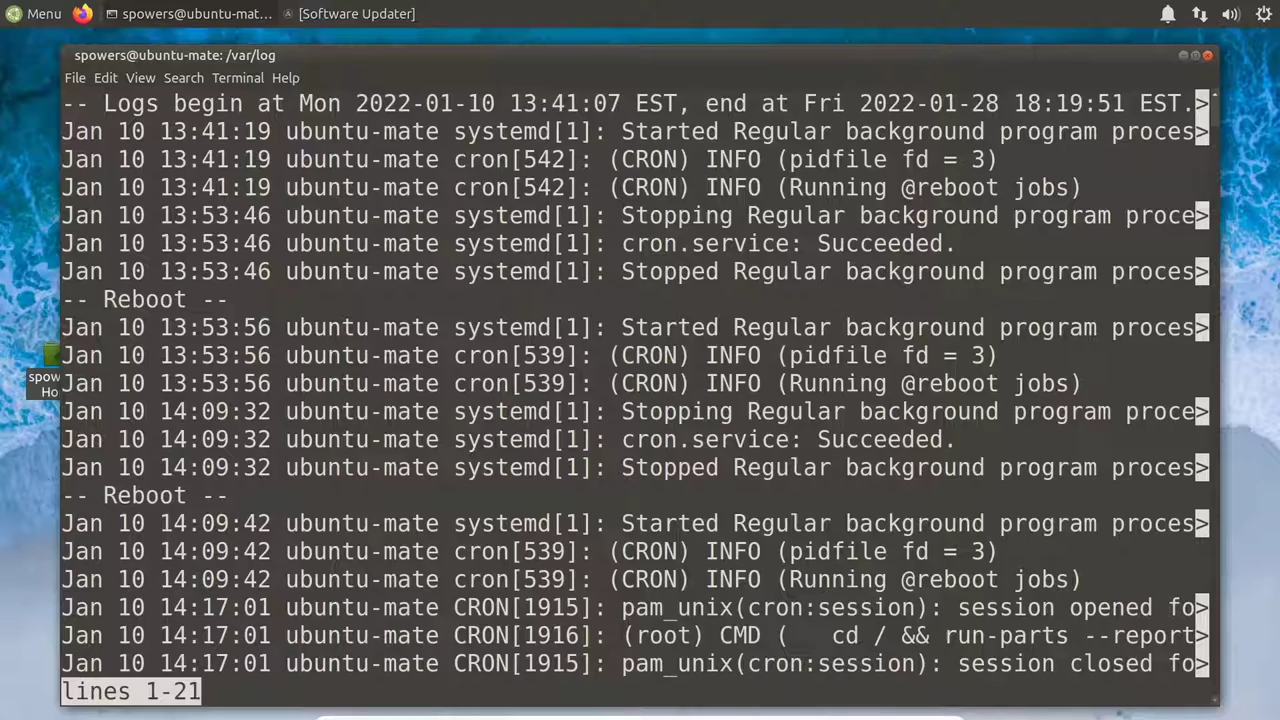 Menu
spowers@ubuntu-mat...
[Software Updater]
spowers@ubuntu-mate: /var/log
File Edit View Search Terminal Help
-- Logs begin at Mon 2022-01-10 13:41:07 EST, end at Fri 2022-01-28 18:19:51 EST.>
Jan 10 13:41:19 ubuntu-mate systemd[1]: Started Regular background program proces>
Jan 10 13:41:19 ubuntu-mate cron[542]: (CRON) INFO (pidfile fd = 3)
Jan 10 13:41:19 ubuntu-mate cron[542]: (CRON) INFO (Running @reboot jobs)
Jan 10 13:53:46 ubuntu-mate systemd[1]: Stopping Regular background program proce>
Jan 10 13:53:46 ubuntu-mate systemd[1]: cron.service: Succeeded.
Jan 10 13:53:46 ubuntu-mate systemd[1]: Stopped Regular background program proces>
-- Reboot --
Jan 10 13:53:56 ubuntu-mate systemd[1]: Started Regular background program proces>
Jan 10 13:53:56 ubuntu-mate cron[539]: (CRON) INFO (pidfile fd = 3)
Jan 10 13:53:56 ubuntu-mate cron[539]: (CRON) INFO (Running @reboot jobs)
Jan 10 14:09:32 ubuntu-mate systemd[1]: Stopping Regular background program proce>
Jan 10 14:09:32 ubuntu-mate systemd[1]: cron.service: Succeeded.
Jan 10 14:09:32 ubuntu-mate systemd[1]: Stopped Regular background program proces>
-- Reboot --
Jan 10 14:09:42 ubuntu-mate systemd[1]: Started Regular background program proces>
Jan 10 14:09:42 ubuntu-mate cron[539]: (CRON) INFO (pidfile fd = 3)
Jan 10 14:09:42 ubuntu-mate cron[539]: (CRON) INFO (Running @reboot jobs)
Jan 10 14:17:01 ubuntu-mate CRON[1915]: pam_unix(cron:session): session opened fo>
Jan 10 14:17:01 ubuntu-mate CRON[1916]: (root) CMD (   cd / && run-parts --report>
Jan 10 14:17:01 ubuntu-mate CRON[1915]: pam_unix(cron:session): session closed fo>
lines 1-21
spow
Ho